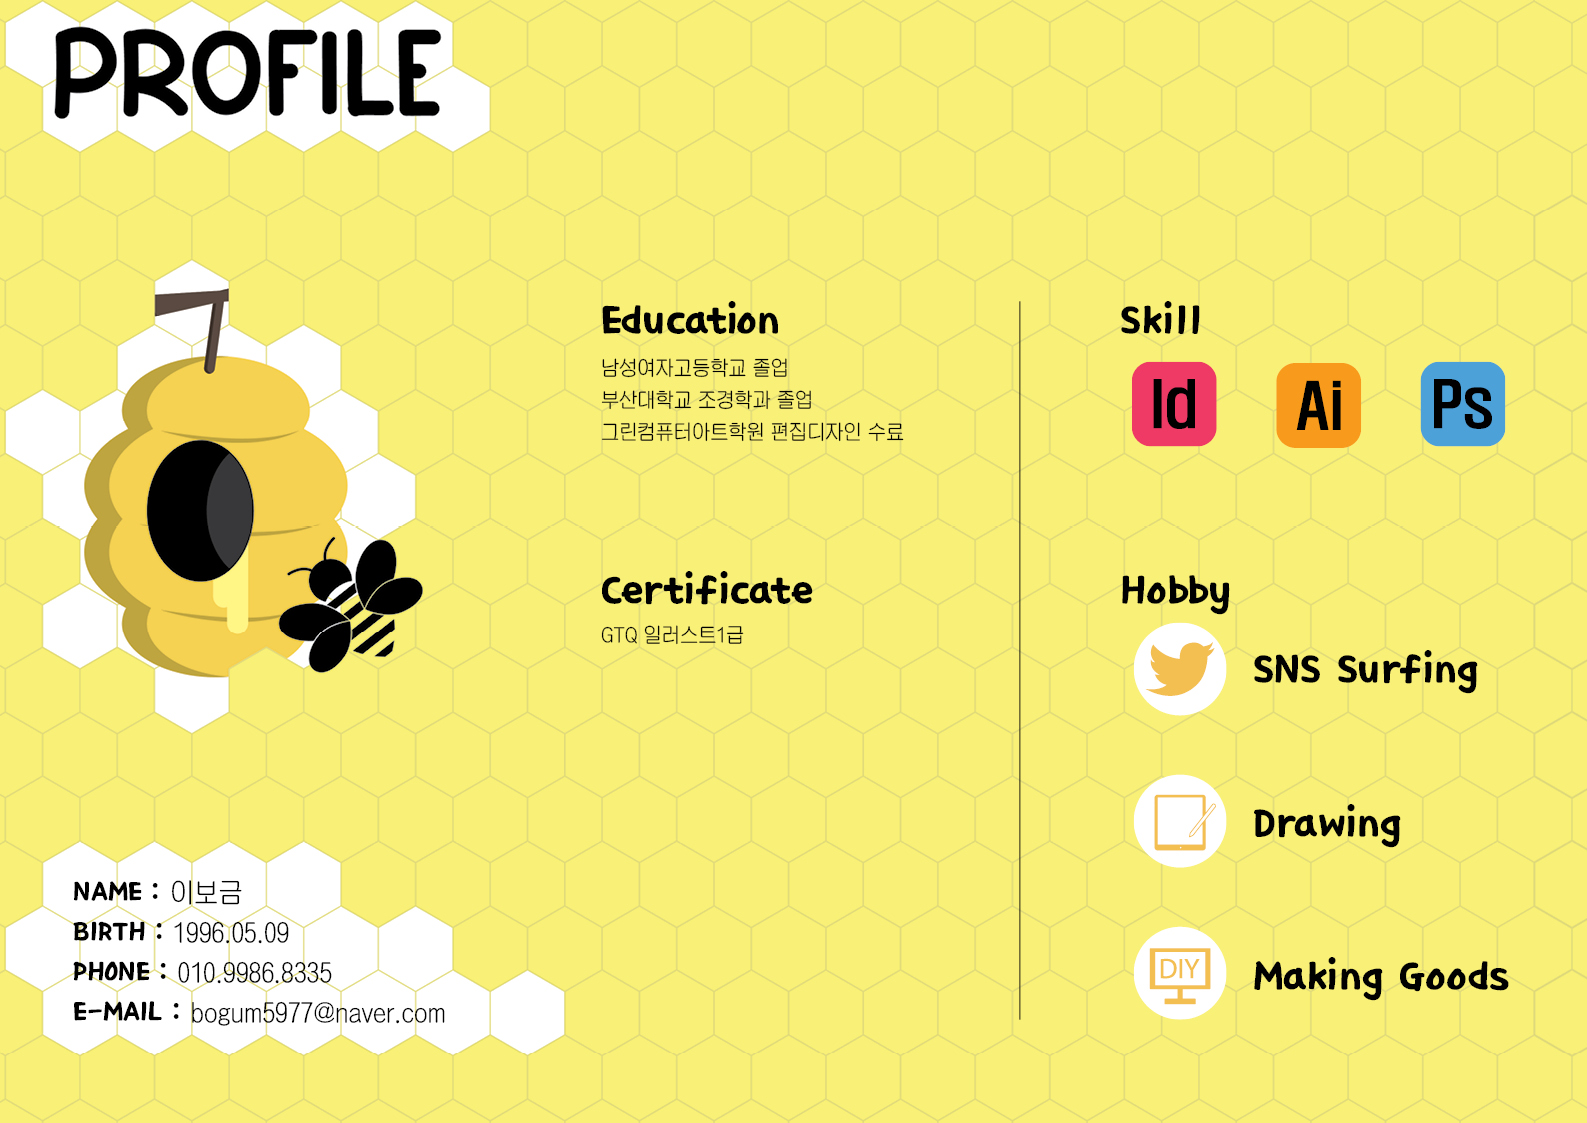 PROFILE
Education
남성여자고등학교 졸업
부산대학교 조경학과 졸업
그린컴퓨터아트학원 편집디자인 수료
Certificate
GTQ 일러스트1급
Skill
Id Ai Ps
Hobby
SNS Surfing
Drawing
DIY
Making Goods
NAME : 이보금
BIRTH : 1996.05.09
PHONE : 010.9986.8335
E-MAIL : bogum5977@naver.com